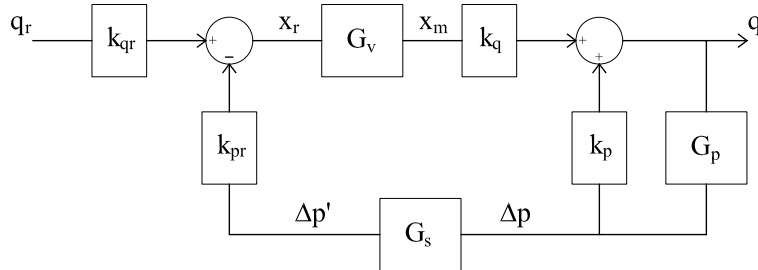 q_r
k_qr
+
−
x_r
G_v
x_m
k_q
+
+
q
k_pr
k_p
G_p
Δp'
G_s
Δp